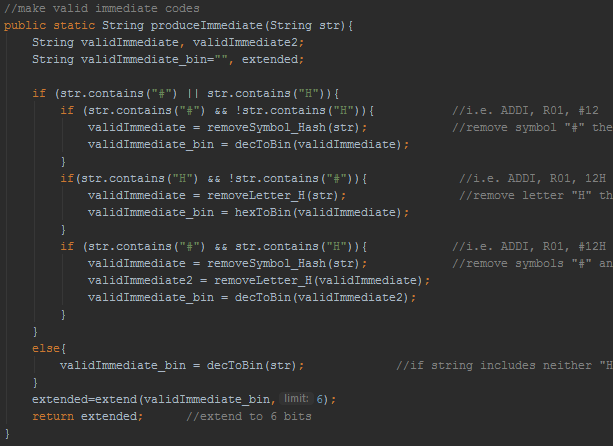 //make valid immediate codes
public static String produceImmediate(String str){
String validImmediate, validImmediate2;
String validImmediate_bin="", extended;
if (str.contains("#") || str.contains("H")){
if (str.contains("#") && !str.contains("H")){ //i.e. ADDI, R01, #12
validImmediate = removeSymbol_Hash(str); //remove symbol "#" the
validImmediate_bin = decToBin(validImmediate);
}
if(str.contains("H") && !str.contains("#")){ //i.e. ADDI, R01, 12H
validImmediate = removeLetter_H(str); //remove letter "H" th
validImmediate_bin = hexToBin(validImmediate);
}
if (str.contains("#") && str.contains("H")){ //i.e. ADDI, R01, #12H
validImmediate = removeSymbol_Hash(str); //remove symbols "#" an
validImmediate2 = removeLetter_H(validImmediate);
validImmediate_bin = decToBin(validImmediate2);
}
}
else{
validImmediate_bin = decToBin(str); //if string includes neither "H
}
extended=extend(validImmediate_bin, limit: 6);
return extended; //extend to 6 bits
}